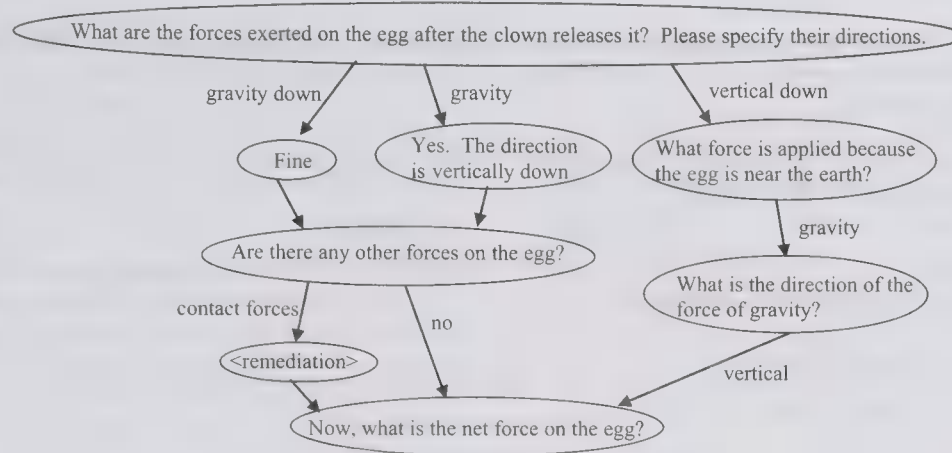 What are the forces exerted on the egg after the clown releases it? Please specify their directions.
gravity down
gravity
vertical down
Fine
Yes. The direction
is vertically down
What force is applied because
the egg is near the earth?
gravity
Are there any other forces on the egg?
What is the direction of the
force of gravity?
contact forces
no
<remediation>
vertical
Now, what is the net force on the egg?